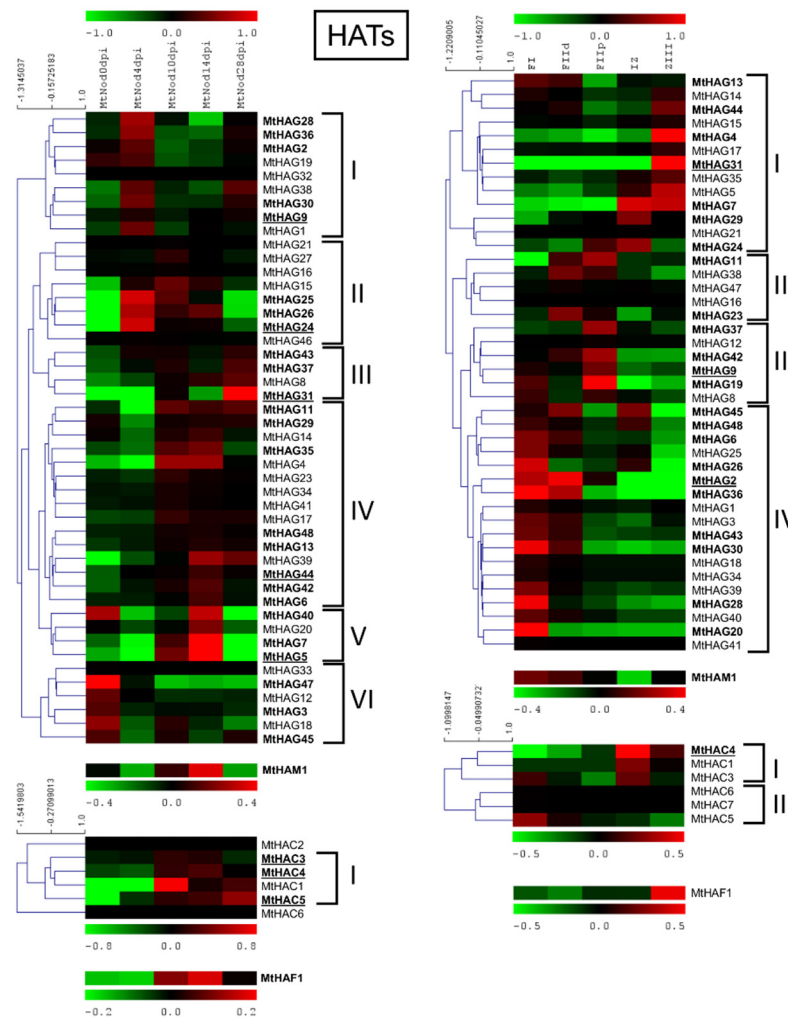 HATs
-1.0 0.0 1.0
-1.3145037 -0.15725183 1.0
MtNod0dpi MtNod4dpi MtNod10dpi MtNod14dpi MtNod28dpi
MtHAG28
MtHAG36
MtHAG2
MtHAG19
MtHAG32
MtHAG38
MtHAG30
MtHAG9
MtHAG1
I
MtHAG21
MtHAG27
MtHAG16
MtHAG15
MtHAG25
MtHAG26
MtHAG24
MtHAG46
II
MtHAG43
MtHAG37
MtHAG8
MtHAG31
III
MtHAG11
MtHAG29
MtHAG14
MtHAG35
MtHAG4
MtHAG23
MtHAG34
MtHAG41
MtHAG17
MtHAG48
MtHAG13
MtHAG39
MtHAG44
MtHAG42
MtHAG6
IV
MtHAG40
MtHAG20
MtHAG7
MtHAG5
V
MtHAG33
MtHAG47
MtHAG12
MtHAG3
MtHAG18
MtHAG45
VI
MtHAM1
-0.4 0.0 0.4
-1.5419803 -0.27099013 1.0
MtHAC2
MtHAC3
MtHAC4
MtHAC1
MtHAC5
MtHAC6
I
-0.8 0.0 0.8
MtHAF1
-0.2 0.0 0.2
-1.0 0.0 1.0
-1.2209005 -0.11045027 1.0
FI FIId FIIp IZ ZIII
MtHAG13
MtHAG14
MtHAG44
MtHAG15
MtHAG4
MtHAG17
MtHAG31
MtHAG35
MtHAG5
MtHAG7
MtHAG29
MtHAG21
MtHAG24
I
MtHAG11
MtHAG38
MtHAG47
MtHAG16
MtHAG23
II
MtHAG37
MtHAG12
MtHAG42
MtHAG9
MtHAG19
MtHAG8
II
MtHAG45
MtHAG48
MtHAG6
MtHAG25
MtHAG26
MtHAG2
MtHAG36
MtHAG1
MtHAG3
MtHAG43
MtHAG30
MtHAG18
MtHAG34
MtHAG39
MtHAG28
MtHAG40
MtHAG20
MtHAG41
IV
MtHAM1
-0.4 0.0 0.4
-1.0998147 -0.04990732 1.0
MtHAC4
MtHAC1
MtHAC3
I
MtHAC6
MtHAC7
MtHAC5
II
-0.5 0.0 0.5
MtHAF1
-0.5 0.0 0.5